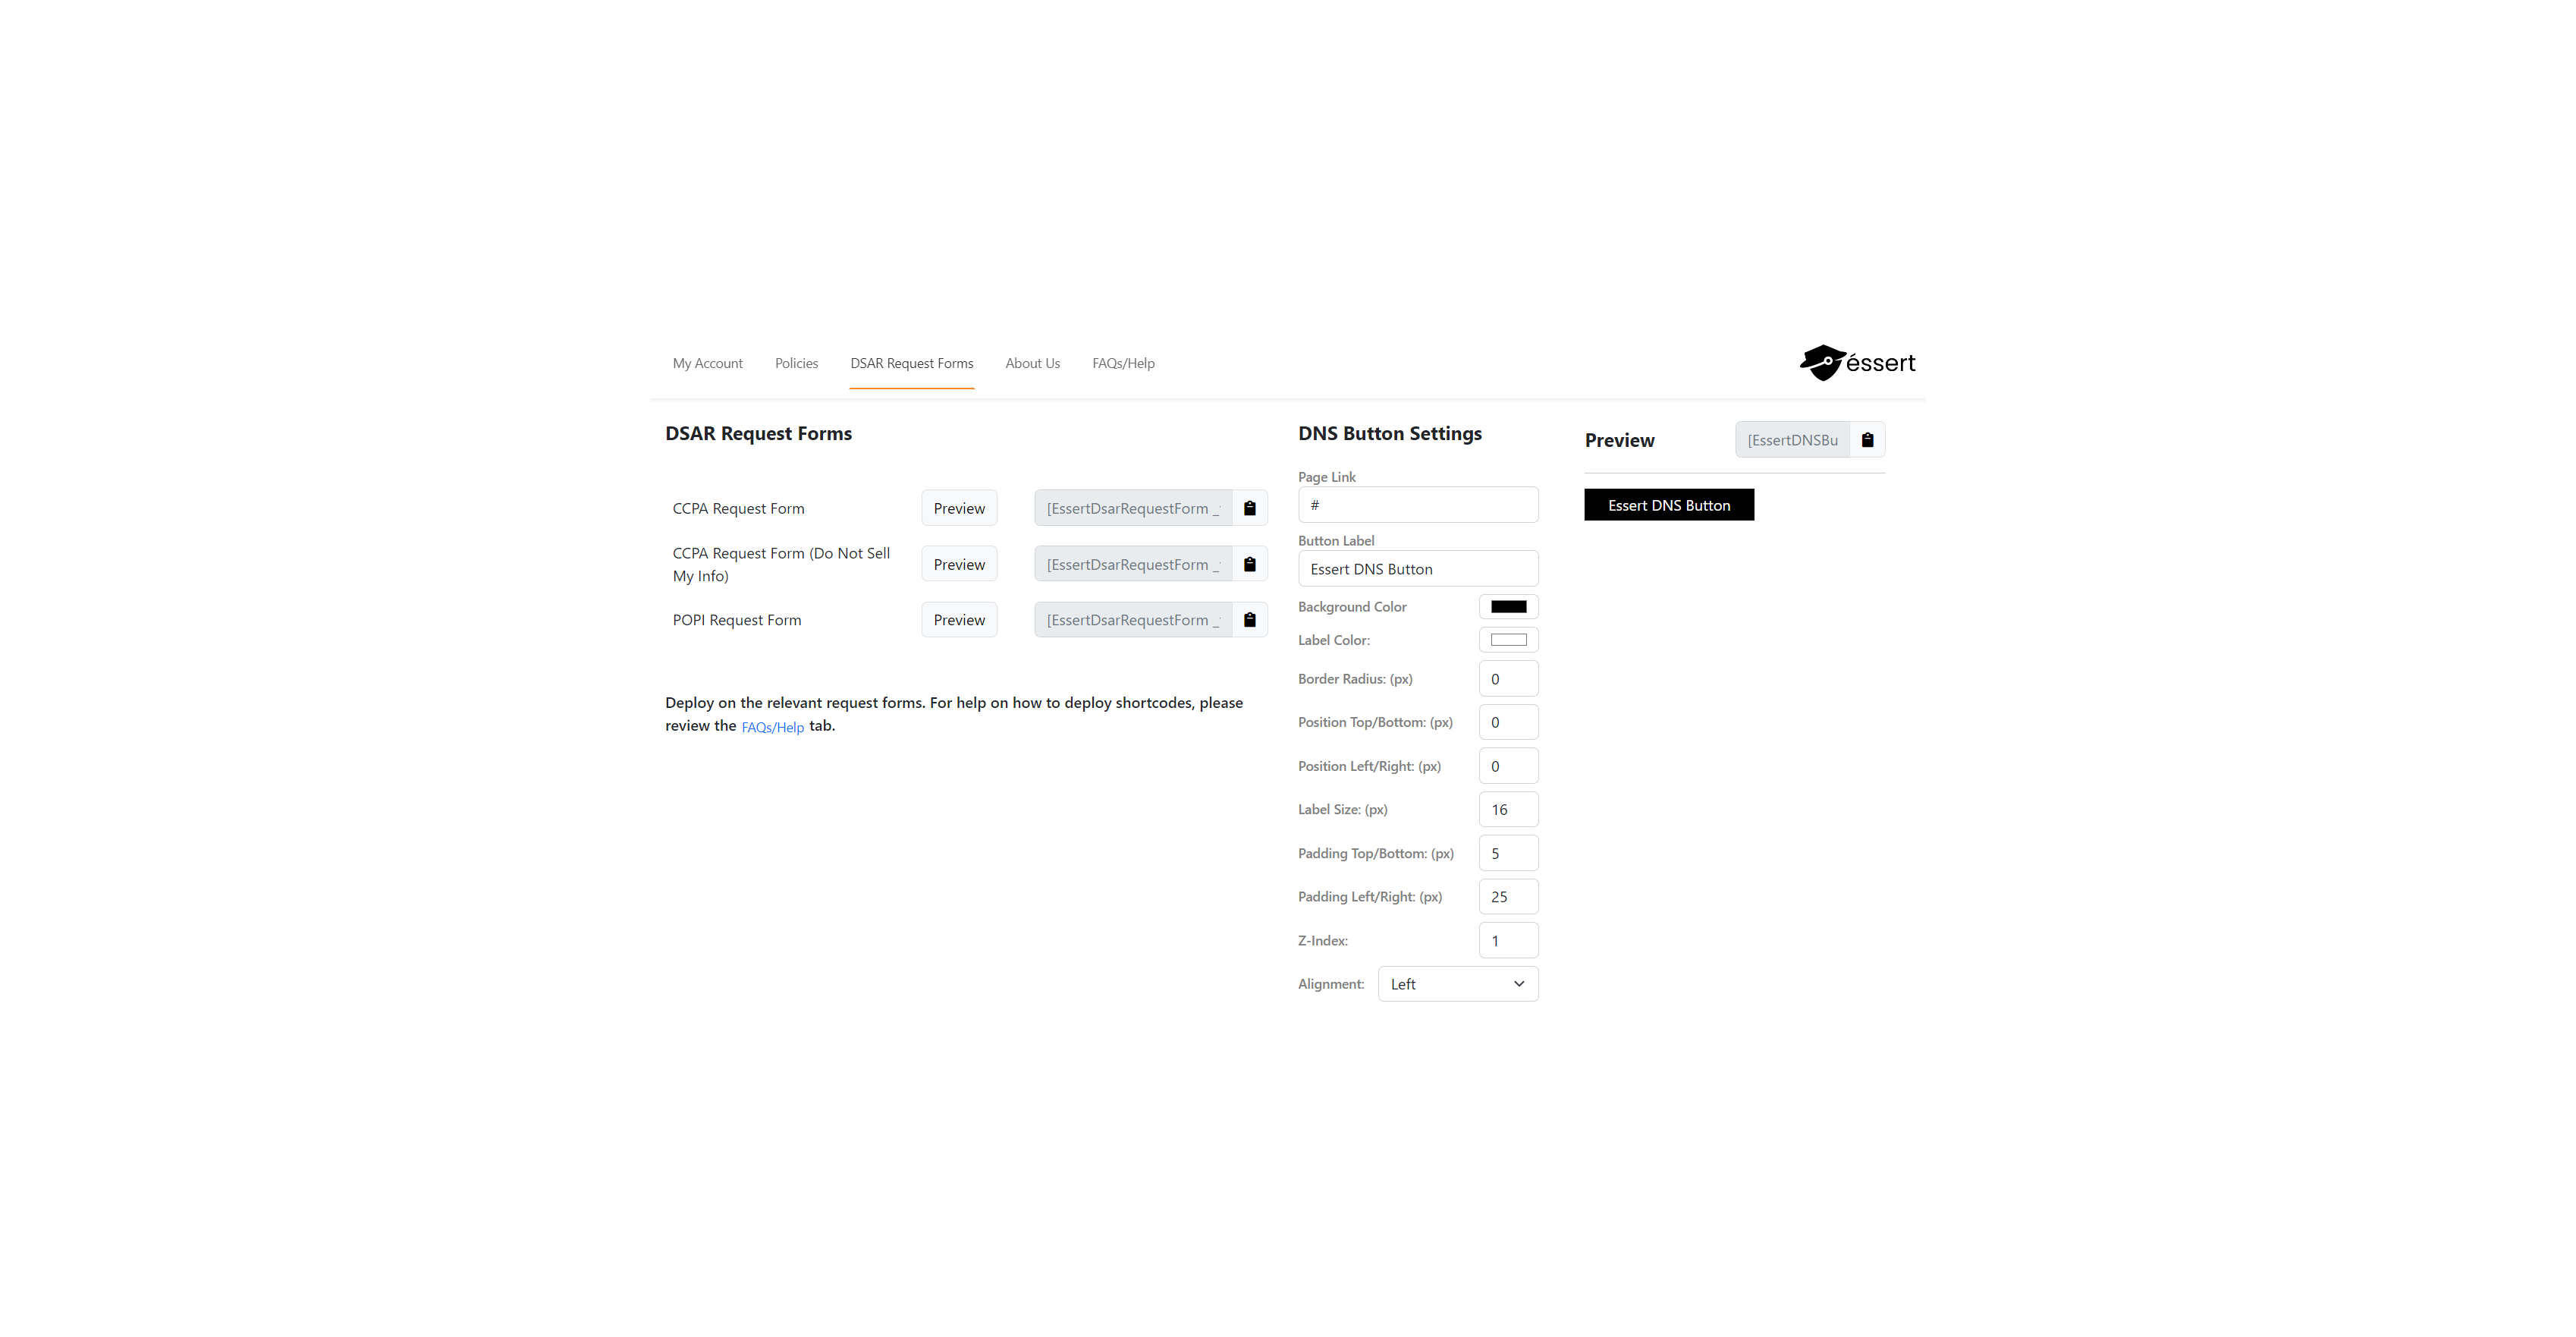 My Account Policies DSAR Request Forms About Us FAQs/Help éssert
DSAR Request Forms
CCPA Request Form Preview [EssertDsarRequestForm _
CCPA Request Form (Do Not Sell
My Info) Preview [EssertDsarRequestForm _
POPI Request Form Preview [EssertDsarRequestForm _
Deploy on the relevant request forms. For help on how to deploy shortcodes, please
review the FAQs/Help tab.
DNS Button Settings
Page Link
#
Button Label
Essert DNS Button
Background Color
Label Color:
Border Radius: (px) 0
Position Top/Bottom: (px) 0
Position Left/Right: (px) 0
Label Size: (px) 16
Padding Top/Bottom: (px) 5
Padding Left/Right: (px) 25
Z-Index: 1
Alignment: Left
Preview [EssertDNSBu
Essert DNS Button